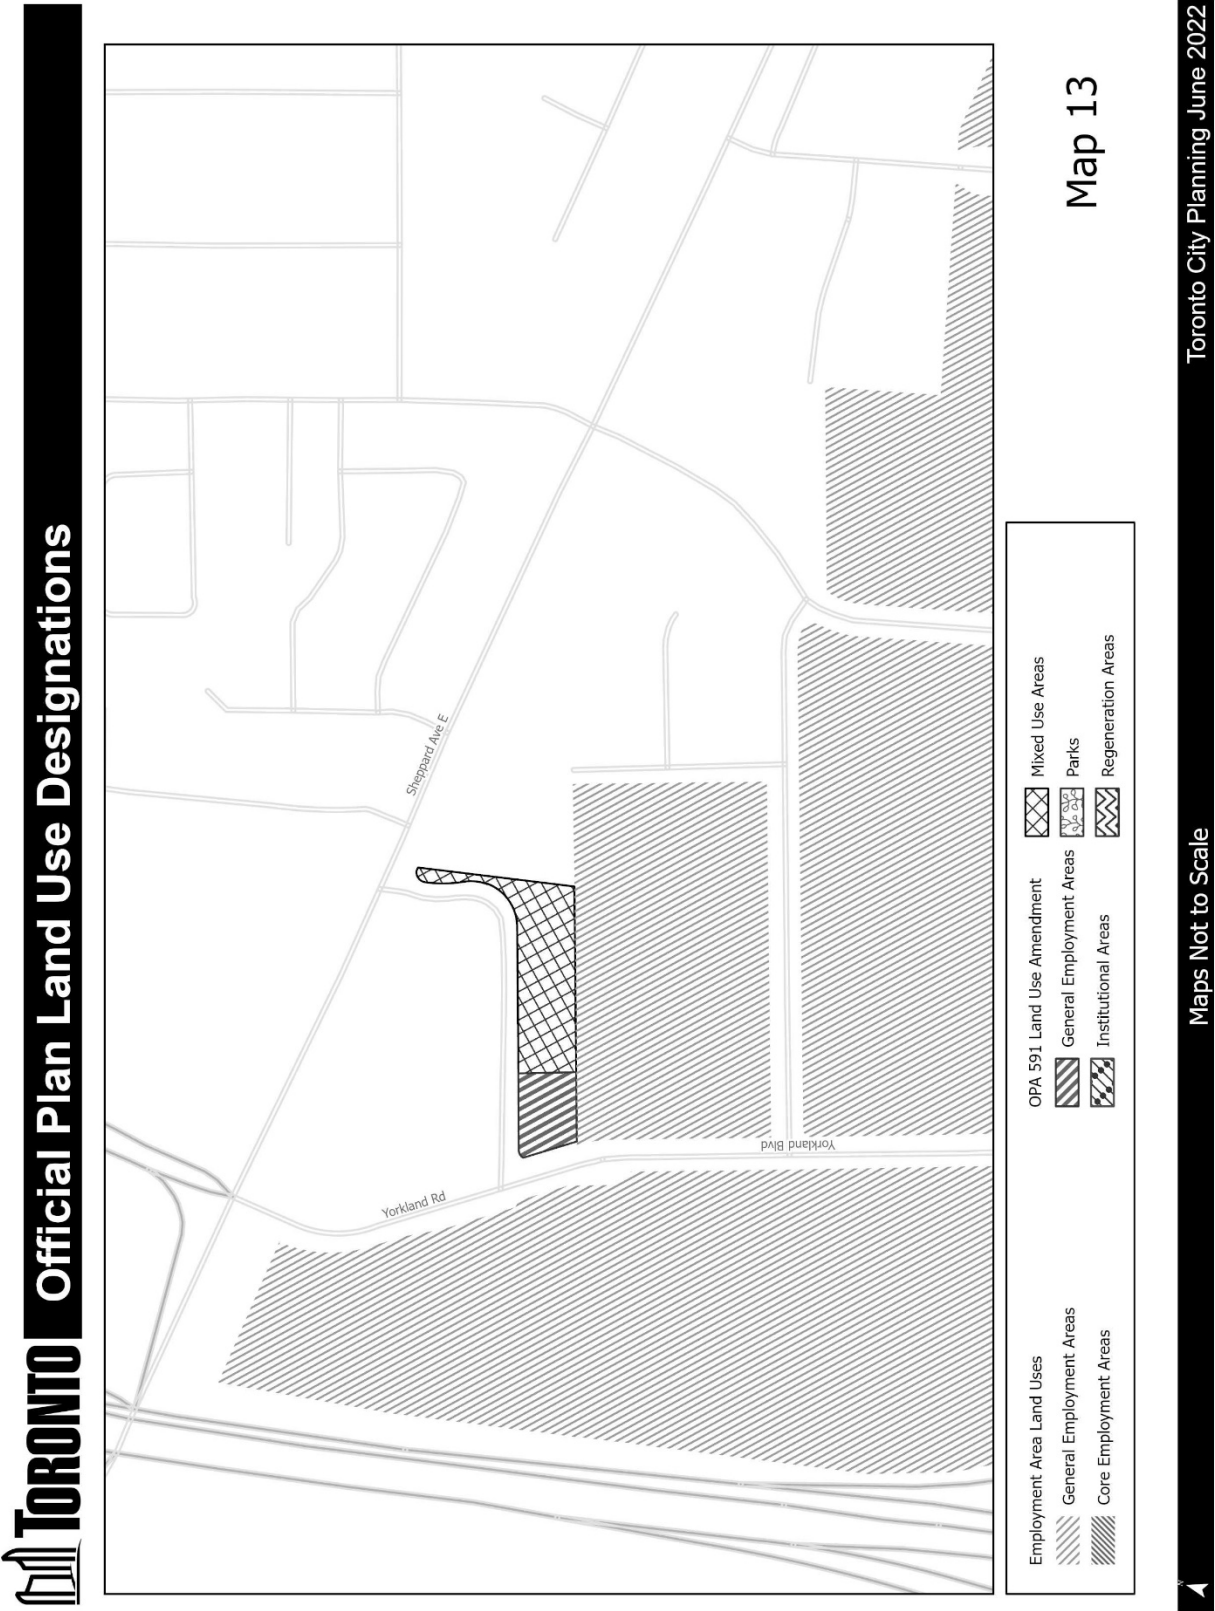 TORONTO
Official Plan Land Use Designations
Sheppard Ave E
Yorkland Rd
Yorkland Blvd
Map 13
Employment Area Land Uses
General Employment Areas
Core Employment Areas
OPA 591 Land Use Amendment
General Employment Areas
Institutional Areas
Mixed Use Areas
Parks
Regeneration Areas
Maps Not to Scale
Toronto City Planning June 2022